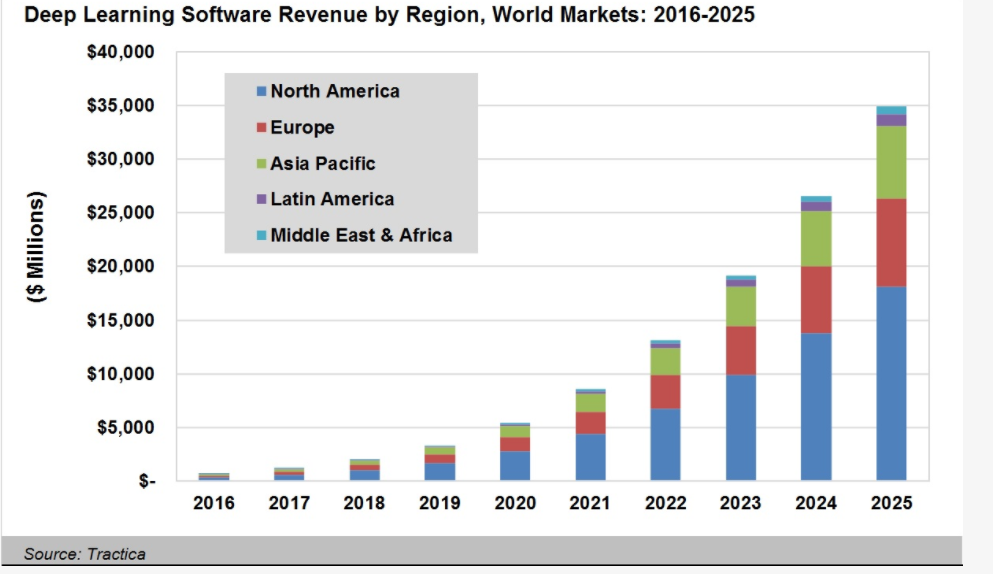 Deep Learning Software Revenue by Region, World Markets: 2016-2025
$40,000
$35,000
$30,000
$25,000
$20,000
$15,000
$10,000
$5,000
$-
($ Millions)
North America
Europe
Asia Pacific
Latin America
Middle East & Africa
2016 2017 2018 2019 2020 2021 2022 2023 2024 2025
Source: Tractica